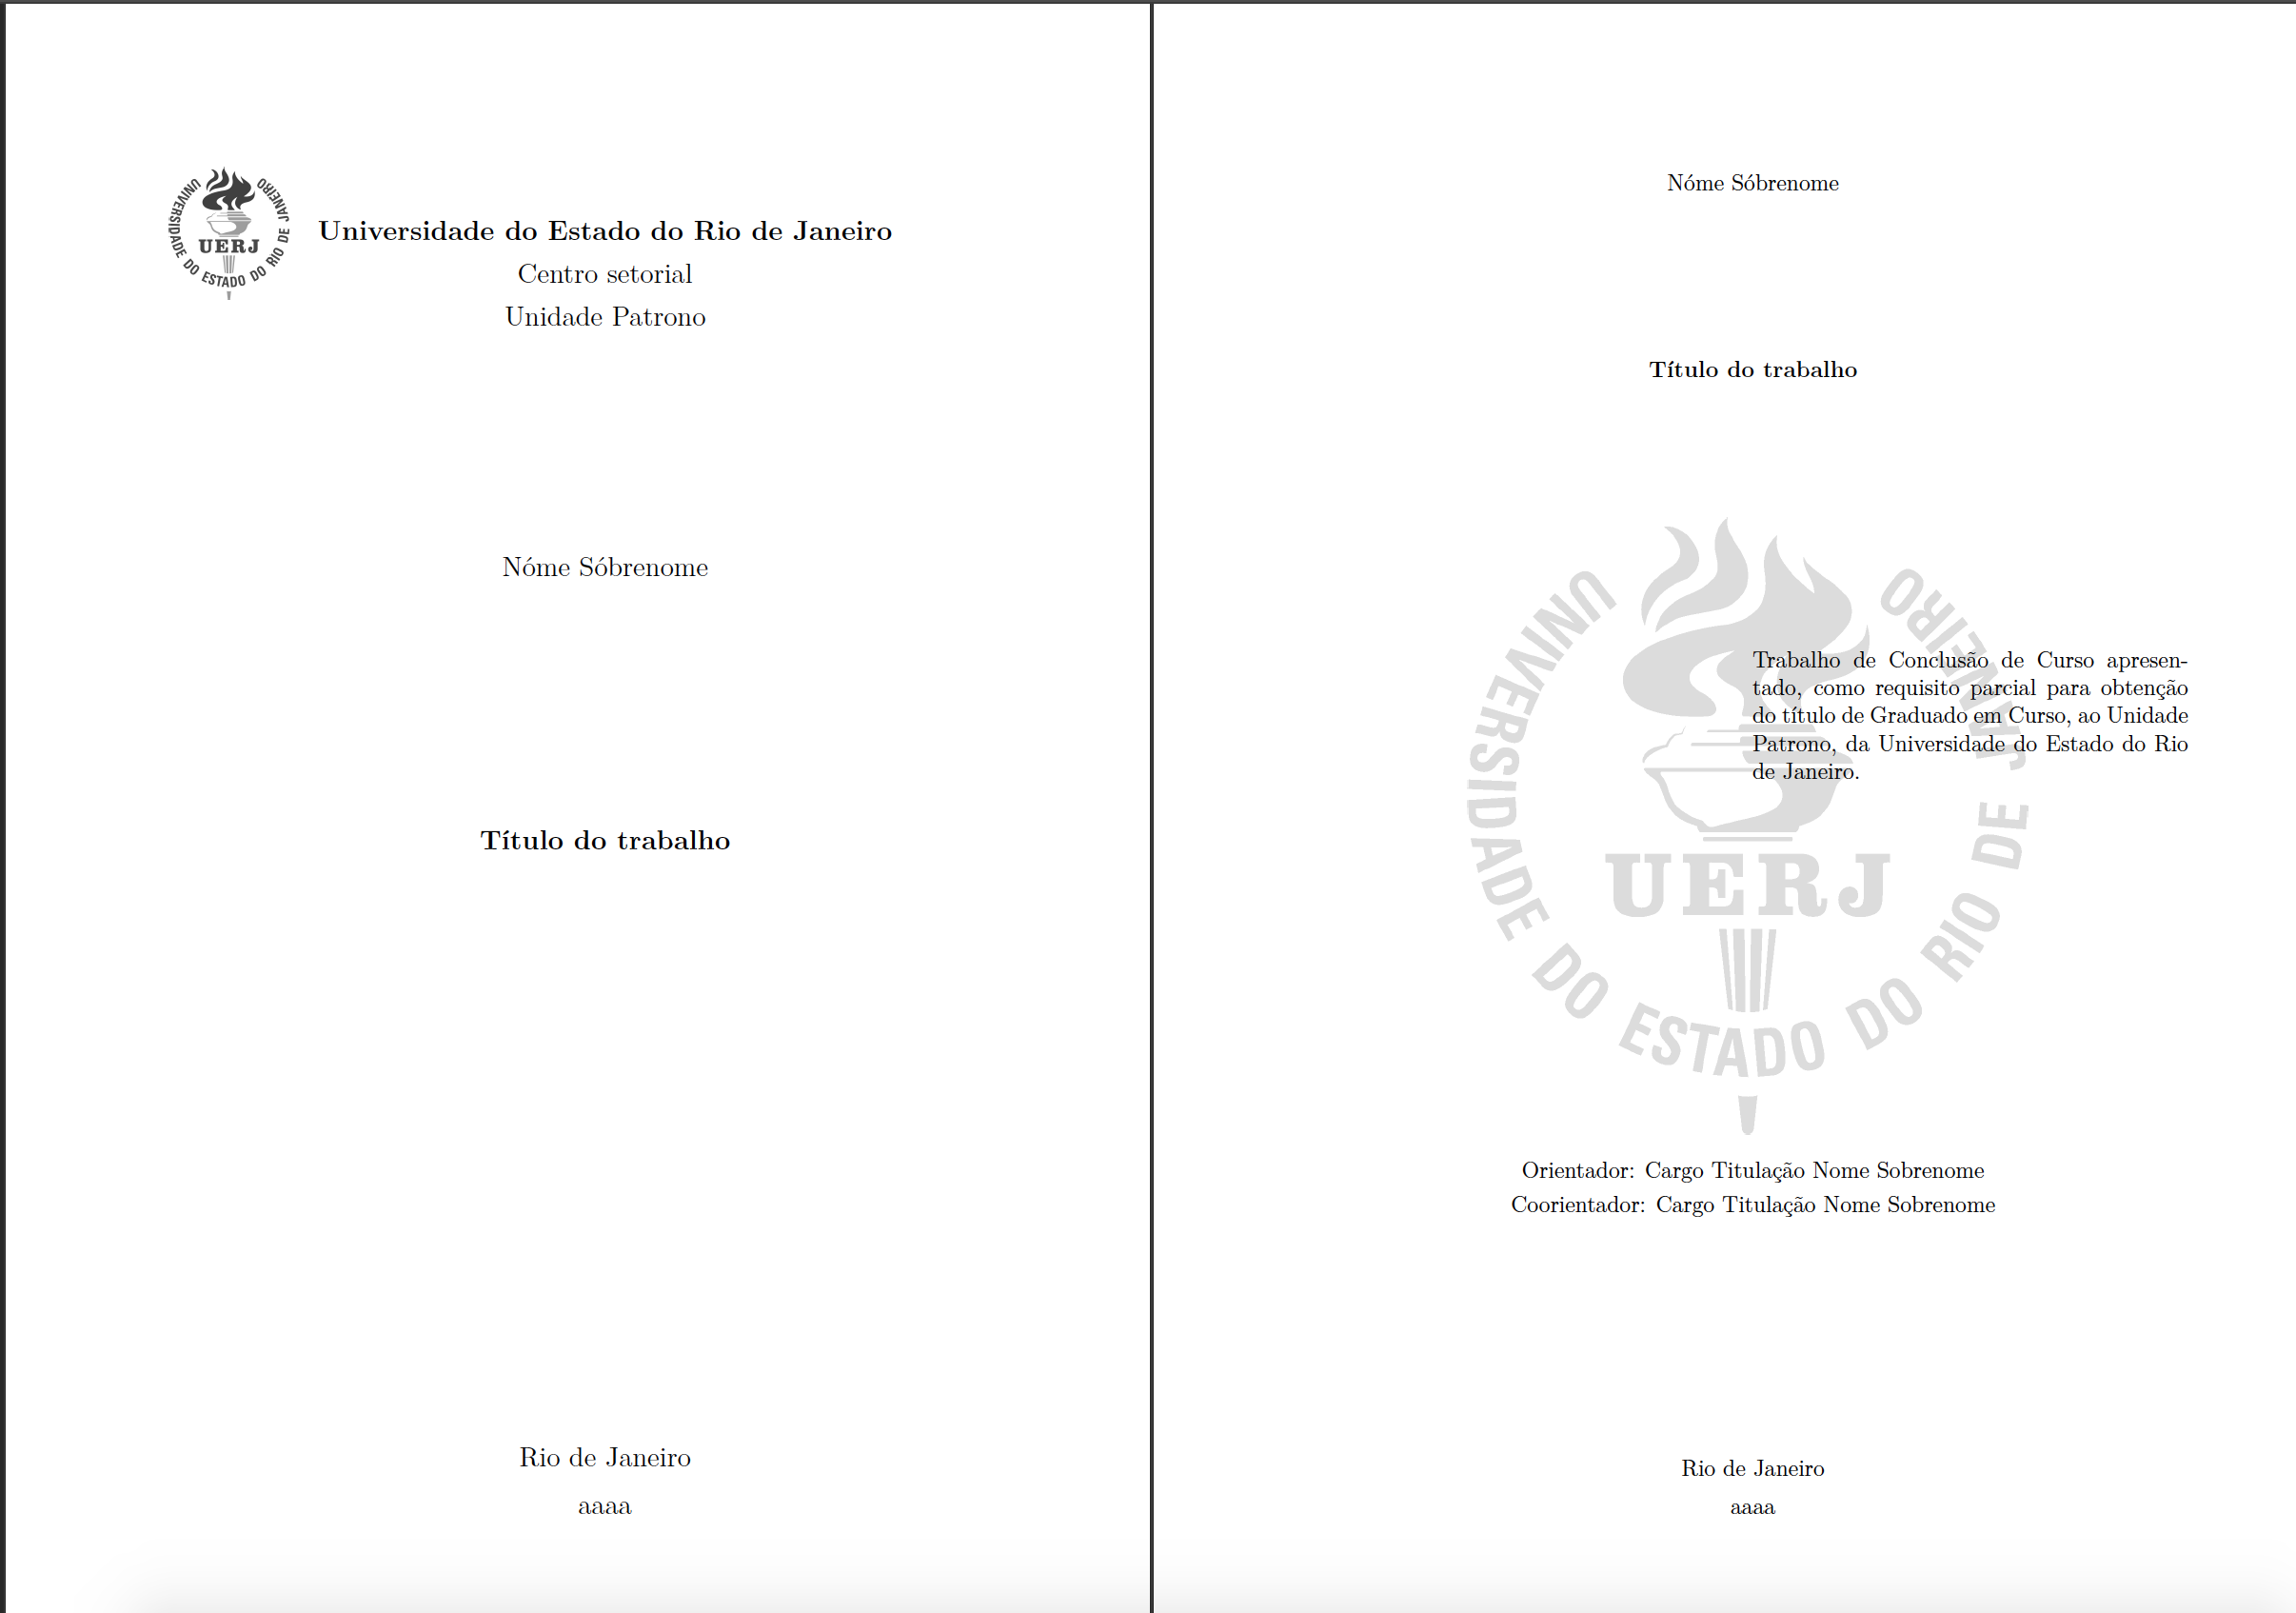 UNIVERSIDADE DO ESTADO DO RIO DE JANEIRO
UERJ
Universidade do Estado do Rio de Janeiro
Centro setorial
Unidade Patrono
Nóme Sóbrenome
Título do trabalho
Rio de Janeiro
aaaa
Nóme Sóbrenome
Título do trabalho
UNIVERSIDADE DO ESTADO DO RIO DE JANEIRO
UERJ
Trabalho de Conclusão de Curso apresen-
tado, como requisito parcial para obtenção
do título de Graduado em Curso, ao Unidade
Patrono, da Universidade do Estado do Rio
de Janeiro.
Orientador: Cargo Titulação Nome Sobrenome
Coorientador: Cargo Titulação Nome Sobrenome
Rio de Janeiro
aaaa